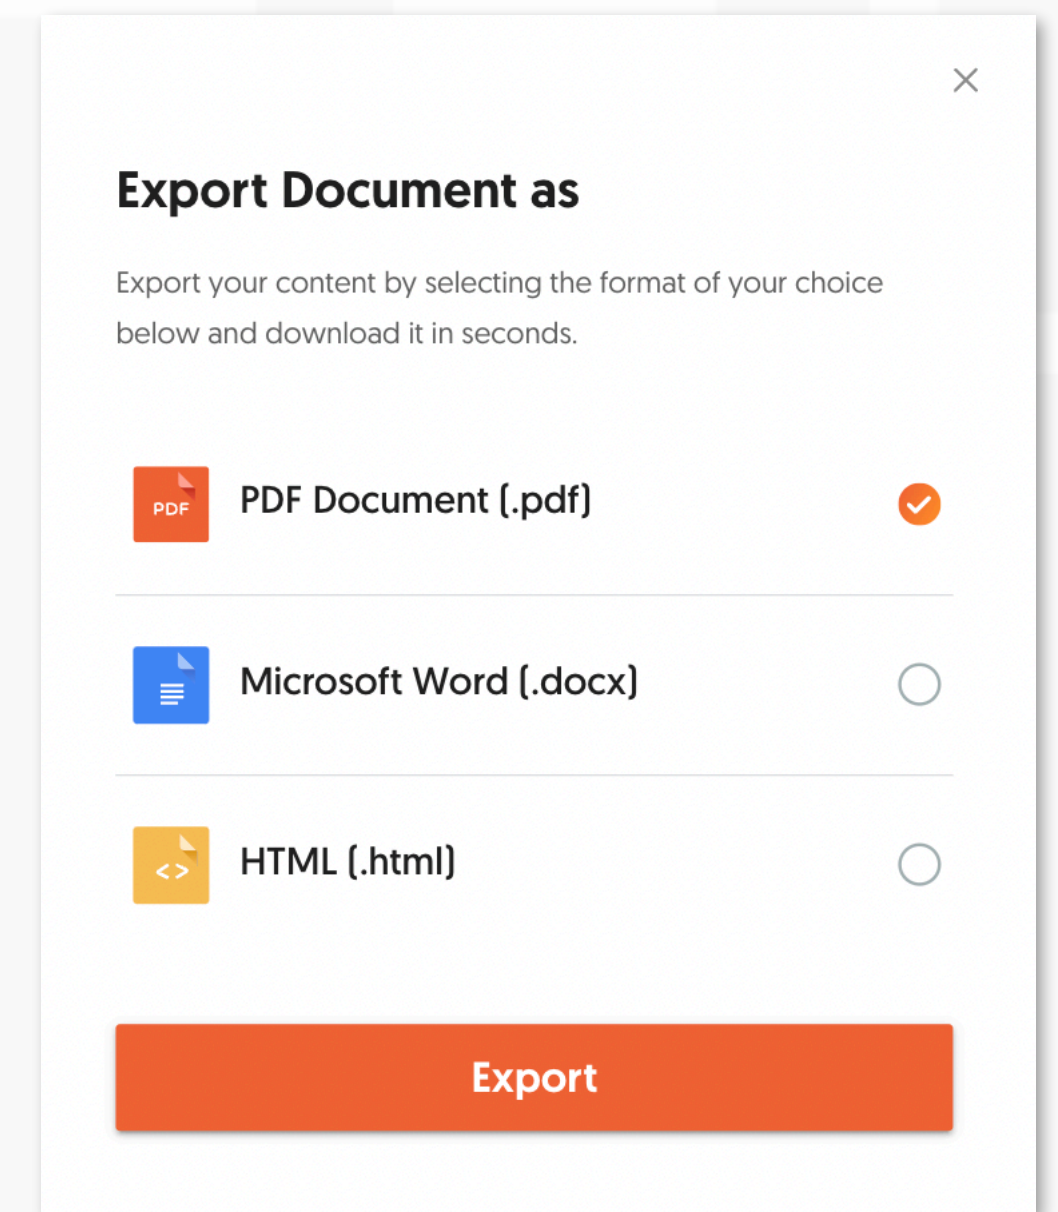 Export Document as
Export your content by selecting the format of your choice
below and download it in seconds.
PDF
PDF Document (.pdf)
Microsoft Word (.docx)
<>
HTML (.html)
Export